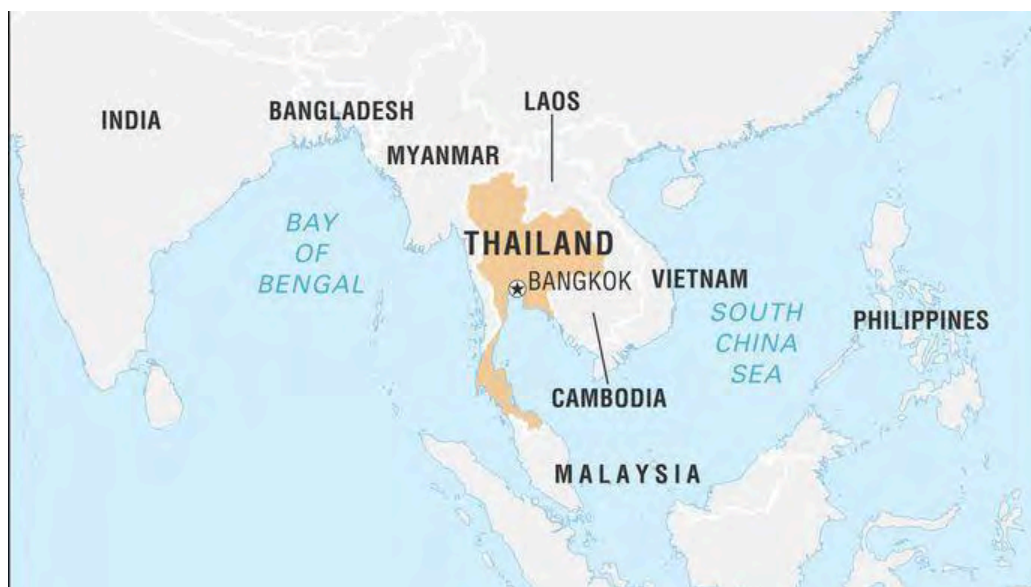 LAOS
INDIA
BANGLADESH
MYANMAR
BAY
OF
BENGAL
THAILAND
BANGKOK
VIETNAM
SOUTH
CHINA
SEA
PHILIPPINES
CAMBODIA
MALAYSIA